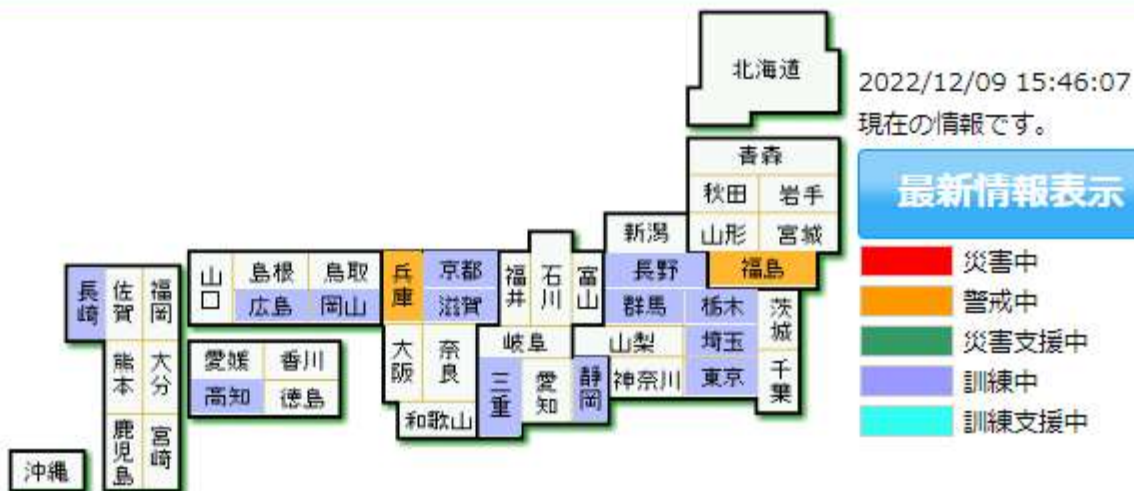 北海道
2022/12/09 15:46:07
現在の情報です。
最新情報表示
災害中
警戒中
災害支援中
訓練中
訓練支援中
青森
秋田 岩手
山形 宮城
福島
新潟
長野
群馬 栃木
茨城
埼玉
千葉
山梨
神奈川 東京
富山
石川
福井
岐阜
静岡
愛知
三重
京都
滋賀
兵庫
大阪
奈良
和歌山
鳥取
島根
岡山
広島
山口
愛媛 香川
高知 徳島
福岡
佐賀
長崎
大分
熊本
宮崎
鹿児島
沖縄